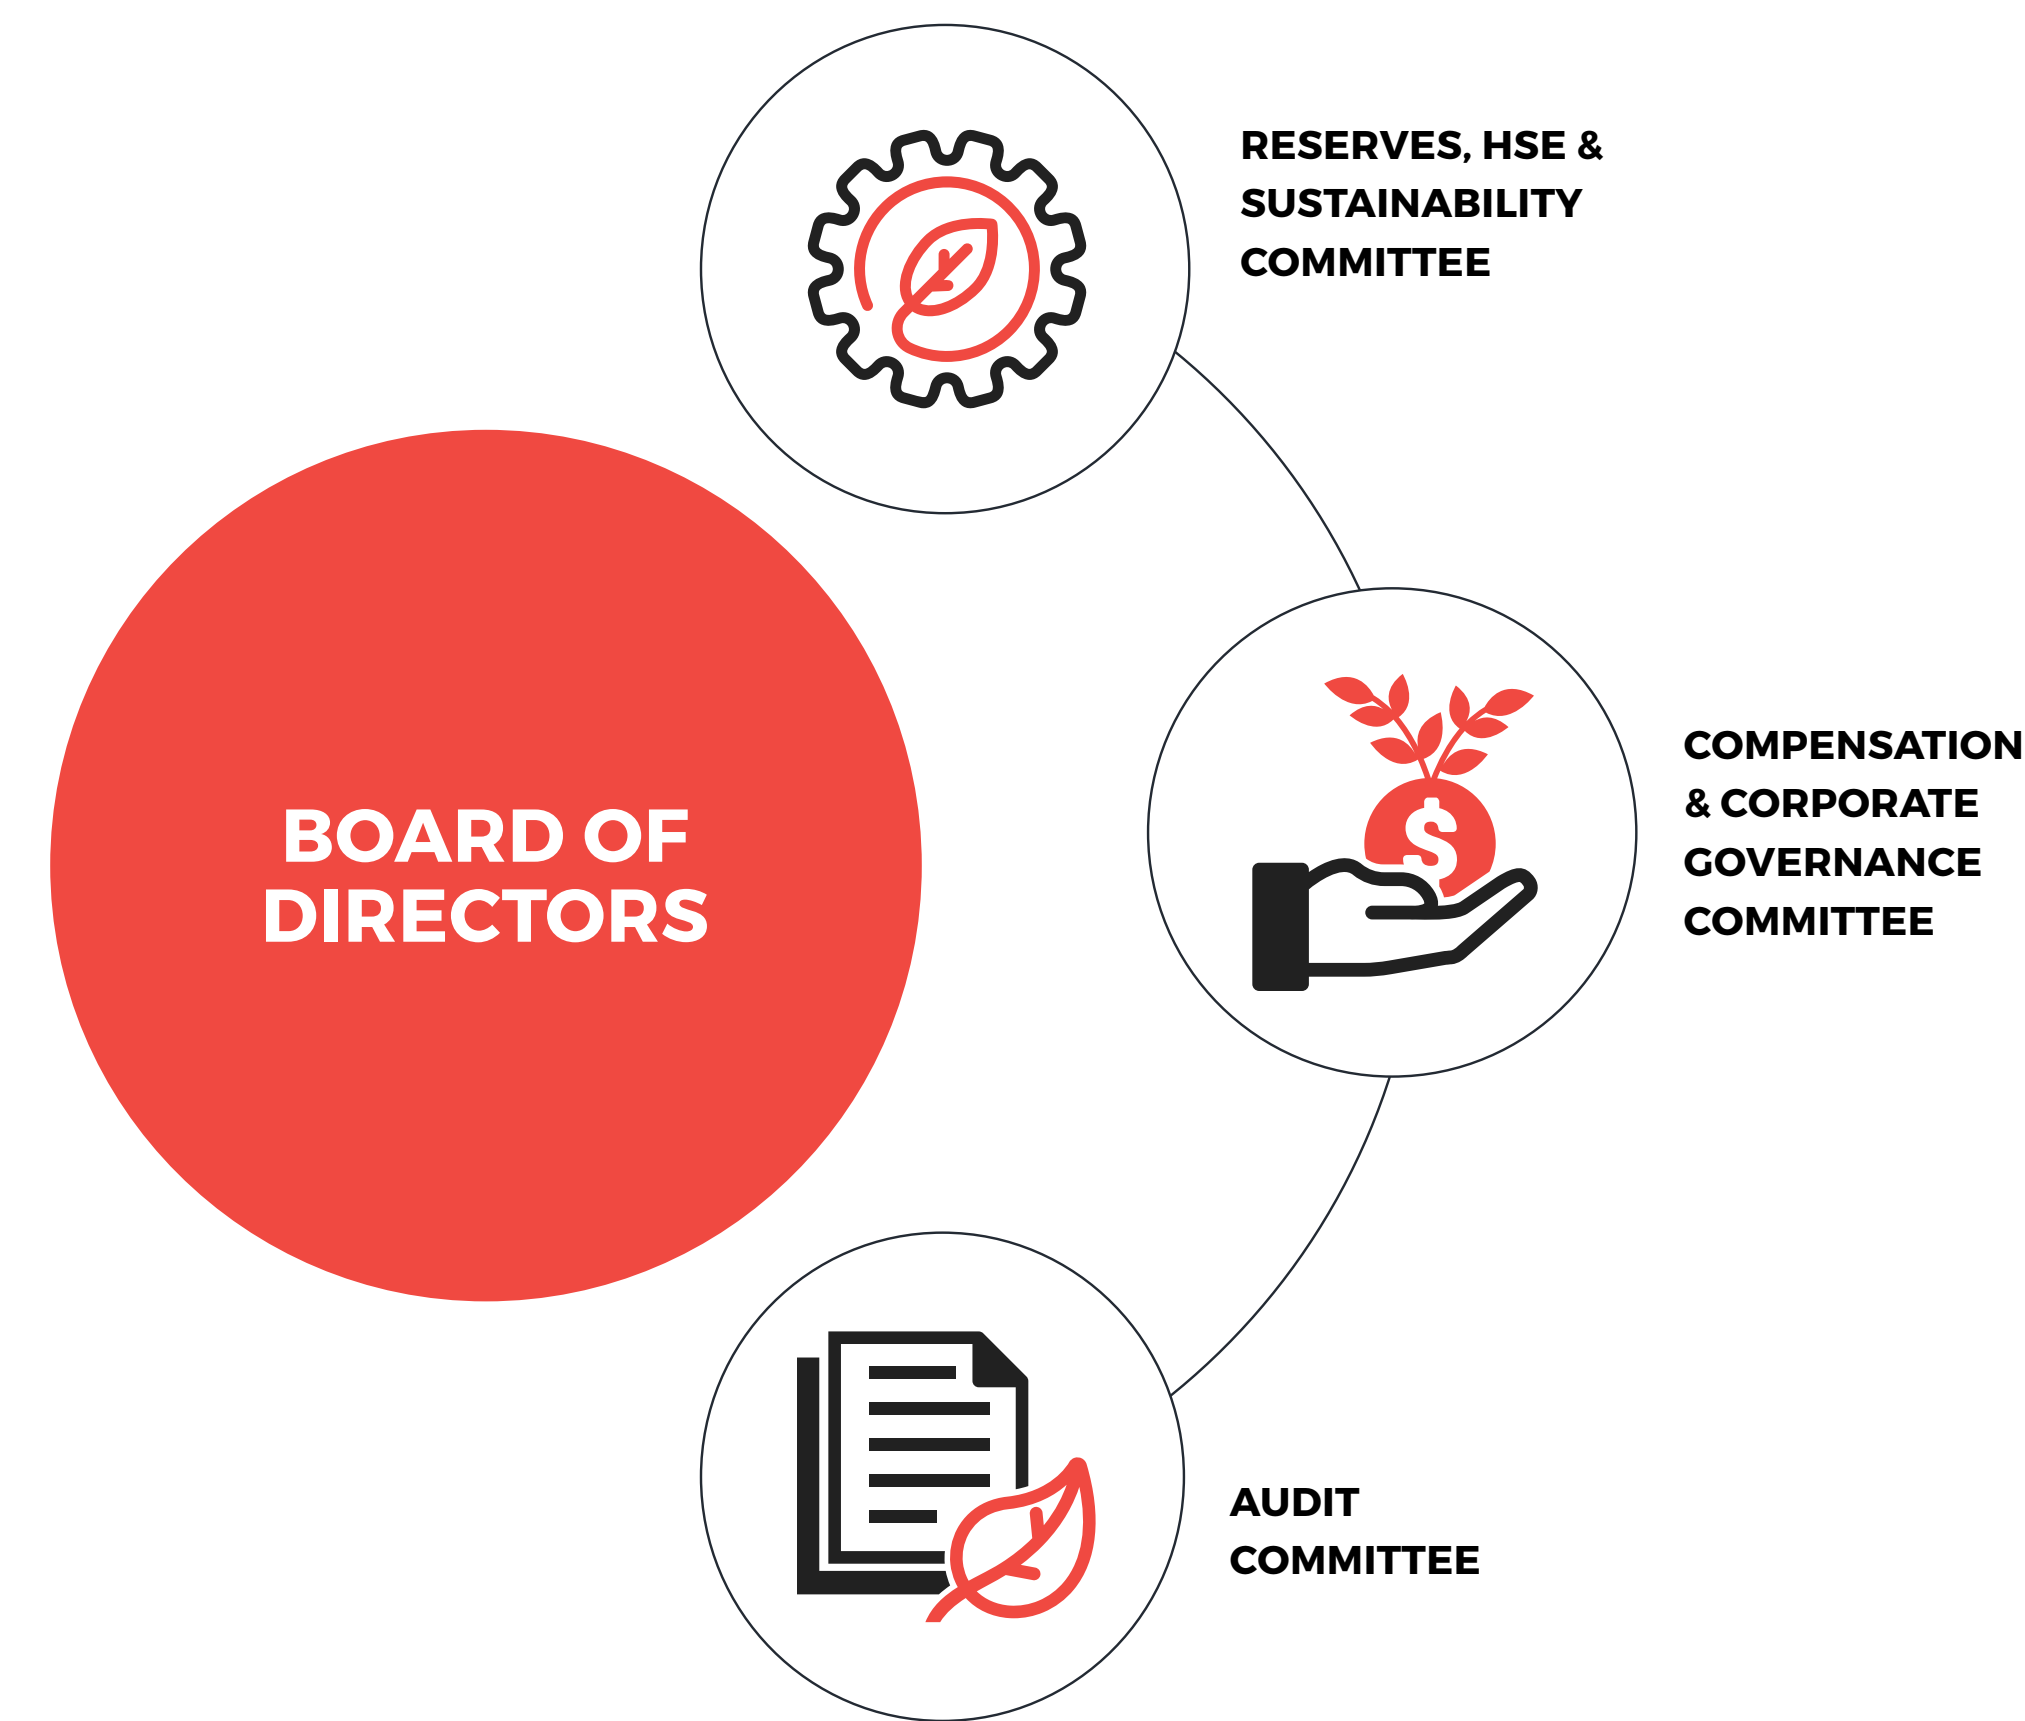 RESERVES, HSE &
SUSTAINABILITY
COMMITTEE
BOARD OF
DIRECTORS
$
COMPENSATION
& CORPORATE
GOVERNANCE
COMMITTEE
AUDIT
COMMITTEE